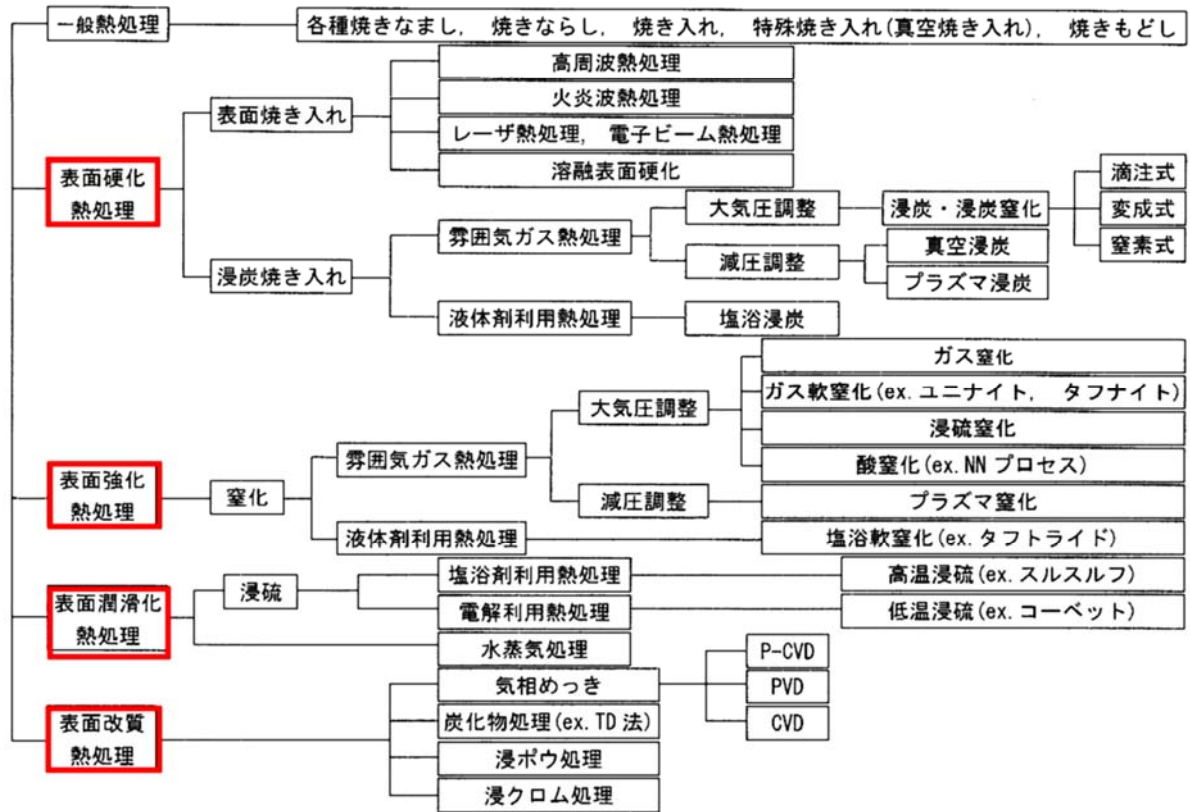 一般熱処理
各種焼きなまし, 焼きならし, 焼き入れ, 特殊焼き入れ(真空焼き入れ), 焼きもどし
表面硬化
熱処理
表面焼き入れ
高周波熱処理
火炎波熱処理
レーザ熱処理, 電子ビーム熱処理
溶融表面硬化
浸炭焼き入れ
雰囲気ガス熱処理
大気圧調整
浸炭・浸炭窒化
滴注式
変成式
窒素式
減圧調整
真空浸炭
プラズマ浸炭
液体剤利用熱処理
塩浴浸炭
表面強化
熱処理
窒化
雰囲気ガス熱処理
大気圧調整
ガス窒化
ガス軟窒化(ex.ユニナイト, タフナイト)
浸硫窒化
酸窒化(ex.NNプロセス)
減圧調整
プラズマ窒化
液体剤利用熱処理
塩浴軟窒化(ex.タフトライド)
表面潤滑化
熱処理
浸硫
塩浴剤利用熱処理
高温浸硫(ex.スルスルフ)
電解利用熱処理
低温浸硫(ex.コーベット)
水蒸気処理
表面改質
熱処理
気相めっき
P-CVD
PVD
CVD
炭化物処理(ex.TD法)
浸ボウ処理
浸クロム処理